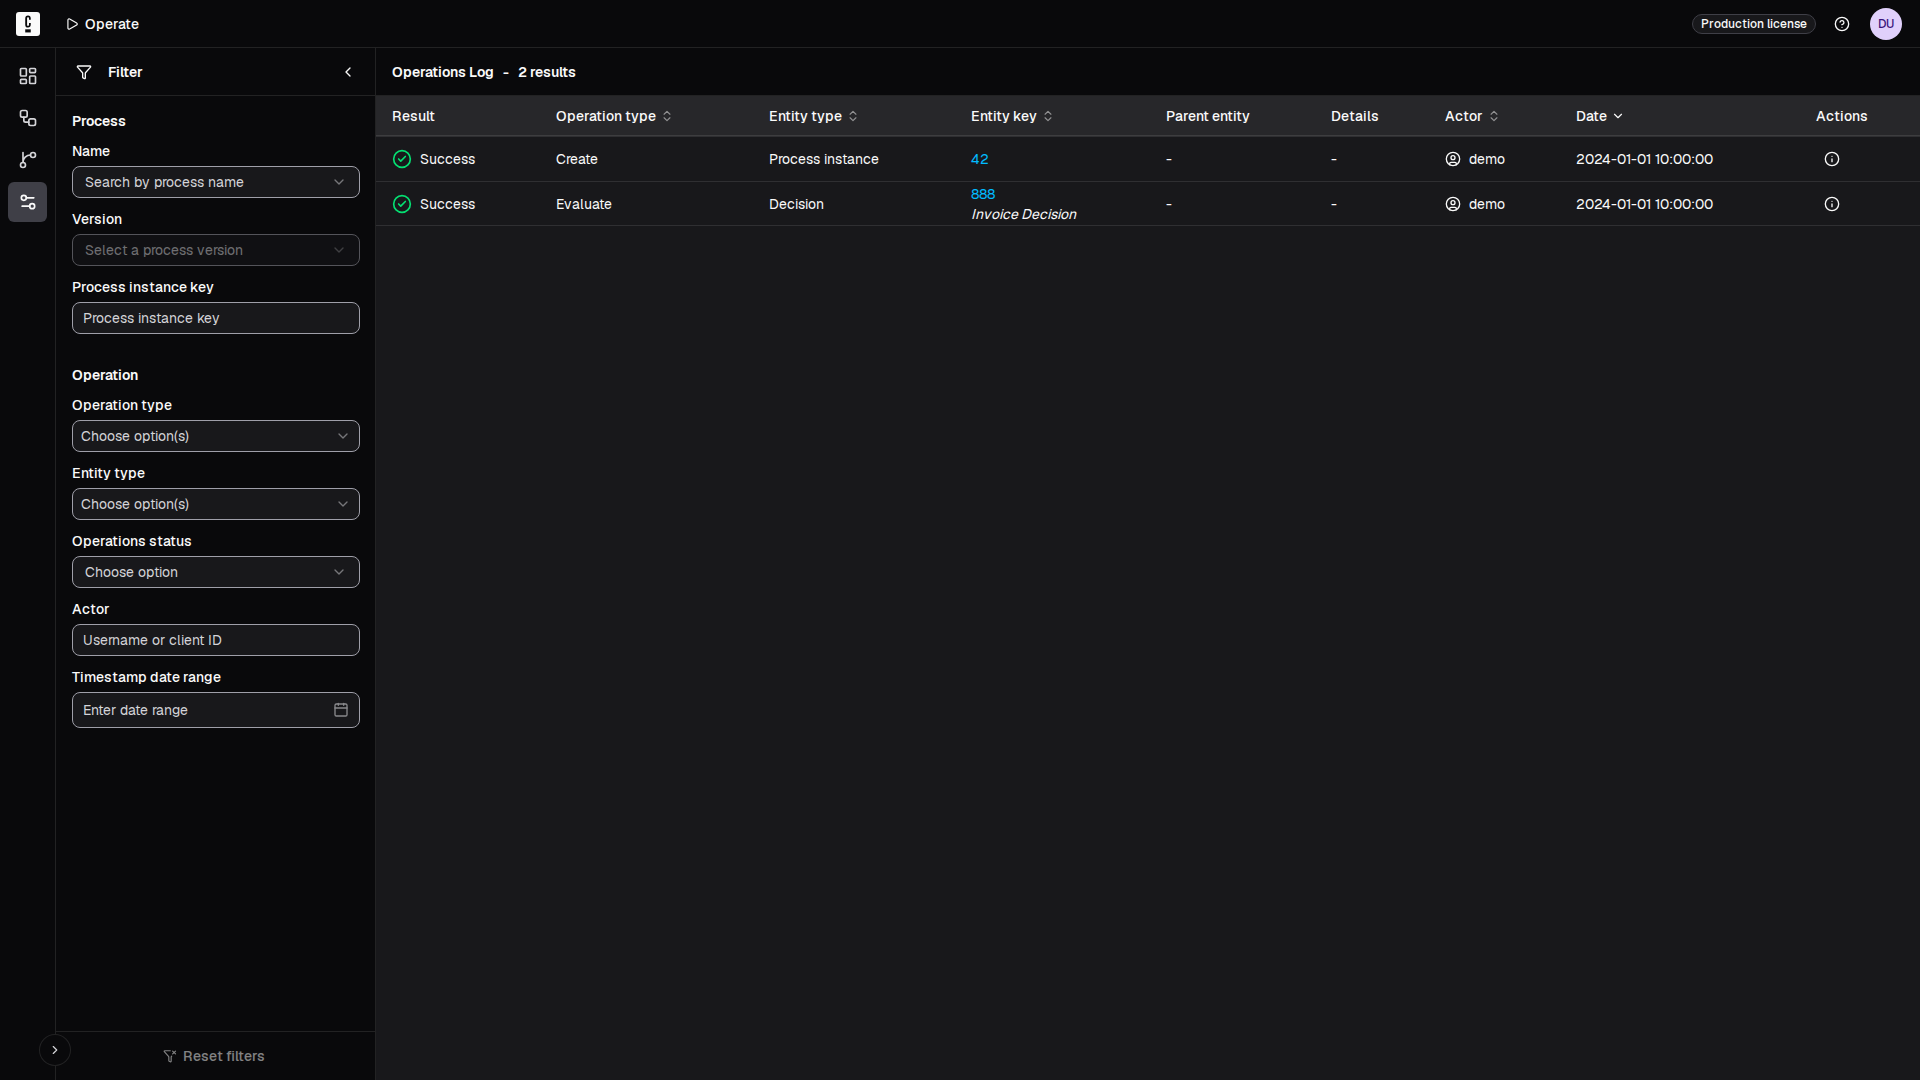 Operate
Production license
DU
Filter
Operations Log - 2 results
Process
Name
Search by process name
Version
Select a process version
Process instance key
Process instance key
Operation
Operation type
Choose option(s)
Entity type
Choose option(s)
Operations status
Choose option
Actor
Username or client ID
Timestamp date range
Enter date range
Reset filters
Result Operation type Entity type Entity key Parent entity Details Actor Date Actions
Success Create Process instance 42 - - demo 2024-01-01 10:00:00
Success Evaluate Decision 888 - - demo 2024-01-01 10:00:00
Invoice Decision